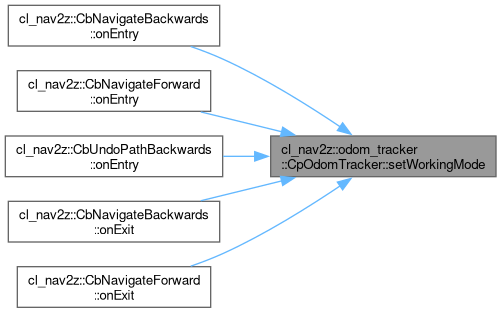 cl_nav2z::CbNavigateBackwards
::onEntry
cl_nav2z::CbNavigateForward
::onEntry
cl_nav2z::CbUndoPathBackwards
::onEntry
cl_nav2z::CbNavigateBackwards
::onExit
cl_nav2z::CbNavigateForward
::onExit
cl_nav2z::odom_tracker
::CpOdomTracker::setWorkingMode